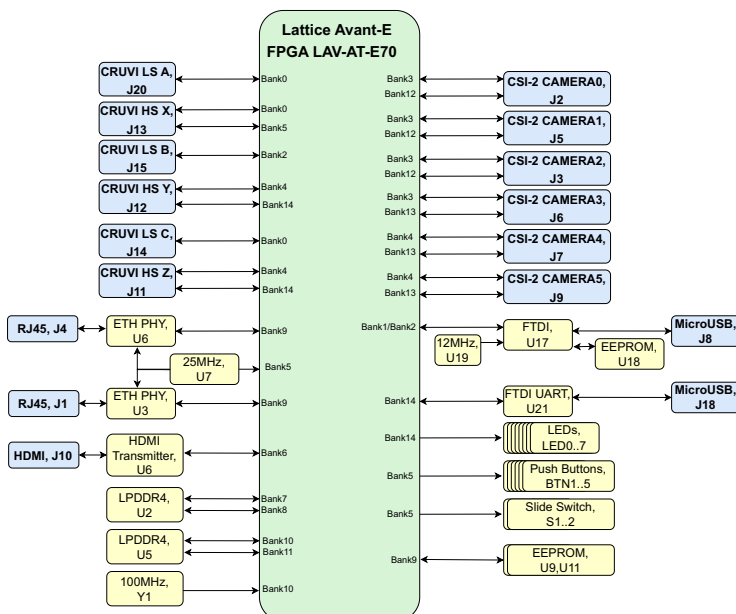 Lattice Avant-E
FPGA LAV-AT-E70
CRUVI LS A,
J20
Bank0
CRUVI HS X,
J13
Bank0
Bank5
CRUVI LS B,
J15
Bank2
CRUVI HS Y,
J12
Bank4
Bank14
CRUVI LS C,
J14
Bank0
CRUVI HS Z,
J11
Bank4
Bank14
RJ45, J4
ETH PHY,
U6
Bank9
25MHz,
U7
Bank5
RJ45, J1
ETH PHY,
U3
Bank9
HDMI, J10
HDMI
Transmitter,
U6
Bank6
LPDDR4,
U2
Bank7
Bank8
LPDDR4,
U5
Bank10
Bank11
100MHz,
Y1
Bank10
Bank3
Bank12
CSI-2 CAMERA0,
J2
Bank3
Bank12
CSI-2 CAMERA1,
J5
Bank3
Bank12
CSI-2 CAMERA2,
J3
Bank3
Bank13
CSI-2 CAMERA3,
J6
Bank4
Bank13
CSI-2 CAMERA4,
J7
Bank4
Bank13
CSI-2 CAMERA5,
J9
Bank1/Bank2
12MHz,
U19
FTDI,
U17
EEPROM,
U18
MicroUSB,
J8
Bank14
FTDI UART,
U21
MicroUSB,
J18
Bank14
LEDs,
LED0..7
Bank5
Push Buttons,
BTN1..5
Bank5
Slide Switch,
S1..2
Bank9
EEPROM,
U9,U11